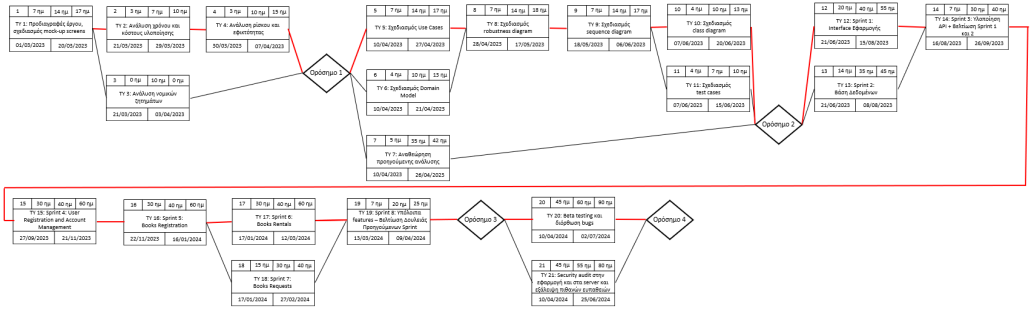 1 7 ημ 14 ημ 17 ημ
ΤΥ 1: Προδιαγραφές έργου,
σχεδιασμός mock-up screens
01/03/2023 20/03/2023
2 3 ημ 7 ημ 10 ημ
ΤΥ 2: Ανάλυση χρόνου και
κόστους υλοποίησης
21/03/2023 29/03/2023
4 3 ημ 10 ημ 15 ημ
ΤΥ 4: Ανάλυση ρίσκου και
εφικτότητας
30/03/2023 07/04/2023
3 0 ημ 10 ημ 0 ημ
ΤΥ 3: Ανάλυση νομικών
ζητημάτων
21/03/2023 03/04/2023
Ορόσημο 1
5 7 ημ 14 ημ 17 ημ
ΤΥ 5: Σχεδιασμός Use Cases
10/04/2023 27/04/2023
6 4 ημ 10 ημ 13 ημ
ΤΥ 6: Σχεδιασμός Domain
Model
10/04/2023 21/04/2023
7 5 ημ 35 ημ 42 ημ
ΤΥ 7: Αναθεώρηση
προηγούμενης ανάλυσης
10/04/2023 26/04/2023
8 7 ημ 14 ημ 18 ημ
ΤΥ 8: Σχεδιασμός
robustness diagram
28/04/2023 17/05/2023
9 7 ημ 14 ημ 17 ημ
ΤΥ 9: Σχεδιασμός
sequence diagram
18/05/2023 06/06/2023
10 4 ημ 10 ημ 13 ημ
ΤΥ 10: Σχεδιασμός
class diagram
07/06/2023 20/06/2023
11 4 ημ 7 ημ 10 ημ
ΤΥ 11: Σχεδιασμός
test cases
07/06/2023 15/06/2023
Ορόσημο 2
12 20 ημ 40 ημ 55 ημ
ΤΥ 12: Sprint 1:
Interface Εφαρμογής
21/06/2023 15/08/2023
13 14 ημ 35 ημ 45 ημ
ΤΥ 13: Sprint 2:
Βάση Δεδομένων
21/06/2023 08/08/2023
14 7 ημ 30 ημ 40 ημ
ΤΥ 14: Sprint 3: Υλοποίηση
API + Βελτίωση Sprint 1
και 2
16/08/2023 26/09/2023
15 30 ημ 40 ημ 60 ημ
ΤΥ 15: Sprint 4: User
Registration and Account
Management
27/09/2023 21/11/2023
16 30 ημ 40 ημ 60 ημ
ΤΥ 16: Sprint 5:
Books Registration
22/11/2023 16/01/2024
17 30 ημ 40 ημ 60 ημ
ΤΥ 17: Sprint 6:
Books Rentals
17/01/2024 12/03/2024
18 15 ημ 30 ημ 40 ημ
ΤΥ 18: Sprint 7:
Books Requests
17/01/2024 27/02/2024
19 7 ημ 20 ημ 25 ημ
ΤΥ 19: Sprint 8: Υπόλοιπα
features – Βελτίωση Δουλειάς
Προηγούμενων Sprint
13/03/2024 09/04/2024
Ορόσημο 3
20 45 ημ 60 ημ 90 ημ
ΤΥ 20: Beta testing και
διόρθωση bugs
10/04/2024 02/07/2024
21 45 ημ 55 ημ 80 ημ
ΤΥ 21: Security audit στην
εφαρμογή και στο server και
εξάλειψη πιθανών ευπαθειών
10/04/2024 25/06/2024
Ορόσημο 4